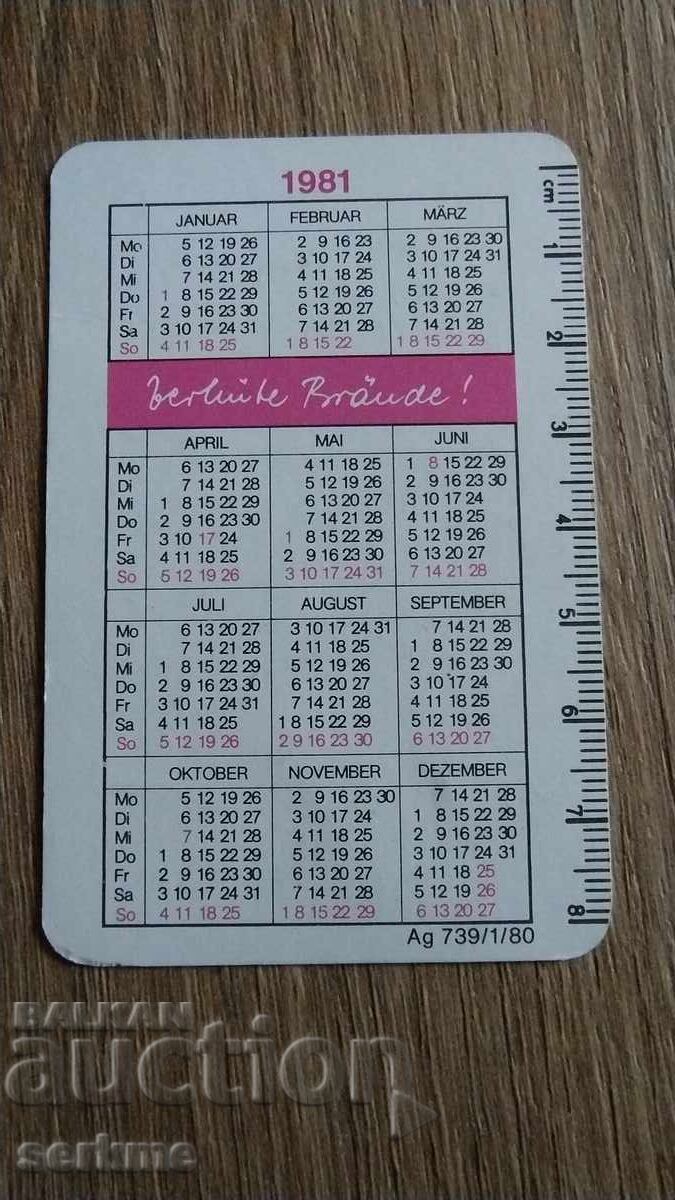 1981
JANUAR FEBRUAR MÄRZ
Mo 5 12 19 26 2 9 16 23 2 9 16 23 30
Di 6 13 20 27 3 10 17 24 3 10 17 24 31
Mi 7 14 21 28 4 11 18 25 4 11 18 25
Do 1 8 15 22 29 5 12 19 26 5 12 19 26
Fr 2 9 16 23 30 6 13 20 27 6 13 20 27
Sa 3 10 17 24 31 7 14 21 28 7 14 21 28
So 4 11 18 25 1 8 15 22 1 8 15 22 29
Verhüte Brände!
APRIL MAI JUNI
Mo 6 13 20 27 4 11 18 25 1 8 15 22 29
Di 7 14 21 28 5 12 19 26 2 9 16 23 30
Mi 1 8 15 22 29 6 13 20 27 3 10 17 24
Do 2 9 16 23 30 7 14 21 28 4 11 18 25
Fr 3 10 17 24 1 8 15 22 29 5 12 19 26
Sa 4 11 18 25 2 9 16 23 30 6 13 20 27
So 5 12 19 26 3 10 17 24 31 7 14 21 28
JULI AUGUST SEPTEMBER
Mo 6 13 20 27 3 10 17 24 31 7 14 21 28
Di 7 14 21 28 4 11 18 25 1 8 15 22 29
Mi 1 8 15 22 29 5 12 19 26 2 9 16 23 30
Do 2 9 16 23 30 6 13 20 27 3 10 17 24
Fr 3 10 17 24 31 7 14 21 28 4 11 18 25
Sa 4 11 18 25 1 8 15 22 29 5 12 19 26
So 5 12 19 26 2 9 16 23 30 6 13 20 27
OKTOBER NOVEMBER DEZEMBER
Mo 5 12 19 26 2 9 16 23 30 7 14 21 28
Di 6 13 20 27 3 10 17 24 1 8 15 22 29
Mi 7 14 21 28 4 11 18 25 2 9 16 23 30
Do 1 8 15 22 29 5 12 19 26 3 10 17 24 31
Fr 2 9 16 23 30 6 13 20 27 4 11 18 25
Sa 3 10 17 24 31 7 14 21 28 5 12 19 26
So 4 11 18 25 1 8 15 22 29 6 13 20 27
Ag 739/1/80
cm 1 2 3 4 5 6 7 8
BALKAN
auction
serkme